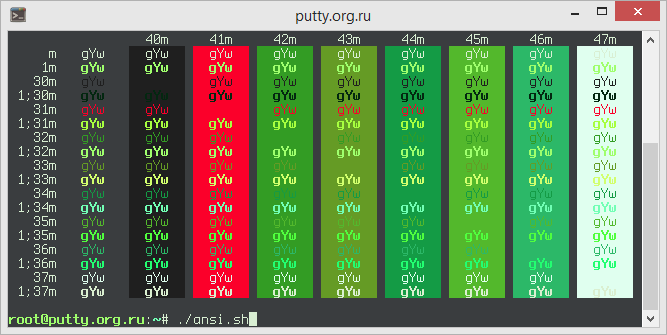 putty.org.ru
40m 41m 42m 43m 44m 45m 46m 47m
m gYw gYw gYw gYw gYw gYw gYw gYw gYw
1m gYw gYw gYw gYw gYw gYw gYw gYw gYw
30m gYw gYw gYw gYw gYw gYw gYw gYw gYw
1;30m gYw gYw gYw gYw gYw gYw gYw gYw gYw
31m gYw gYw gYw gYw gYw gYw gYw gYw gYw
1;31m gYw gYw gYw gYw gYw gYw gYw gYw gYw
32m gYw gYw gYw gYw gYw gYw gYw gYw gYw
1;32m gYw gYw gYw gYw gYw gYw gYw gYw gYw
33m gYw gYw gYw gYw gYw gYw gYw gYw gYw
1;33m gYw gYw gYw gYw gYw gYw gYw gYw gYw
34m gYw gYw gYw gYw gYw gYw gYw gYw gYw
1;34m gYw gYw gYw gYw gYw gYw gYw gYw gYw
35m gYw gYw gYw gYw gYw gYw gYw gYw gYw
1;35m gYw gYw gYw gYw gYw gYw gYw gYw gYw
36m gYw gYw gYw gYw gYw gYw gYw gYw gYw
1;36m gYw gYw gYw gYw gYw gYw gYw gYw gYw
37m gYw gYw gYw gYw gYw gYw gYw gYw gYw
1;37m gYw gYw gYw gYw gYw gYw gYw gYw gYw
root@putty.org.ru:~# ./ansi.sh